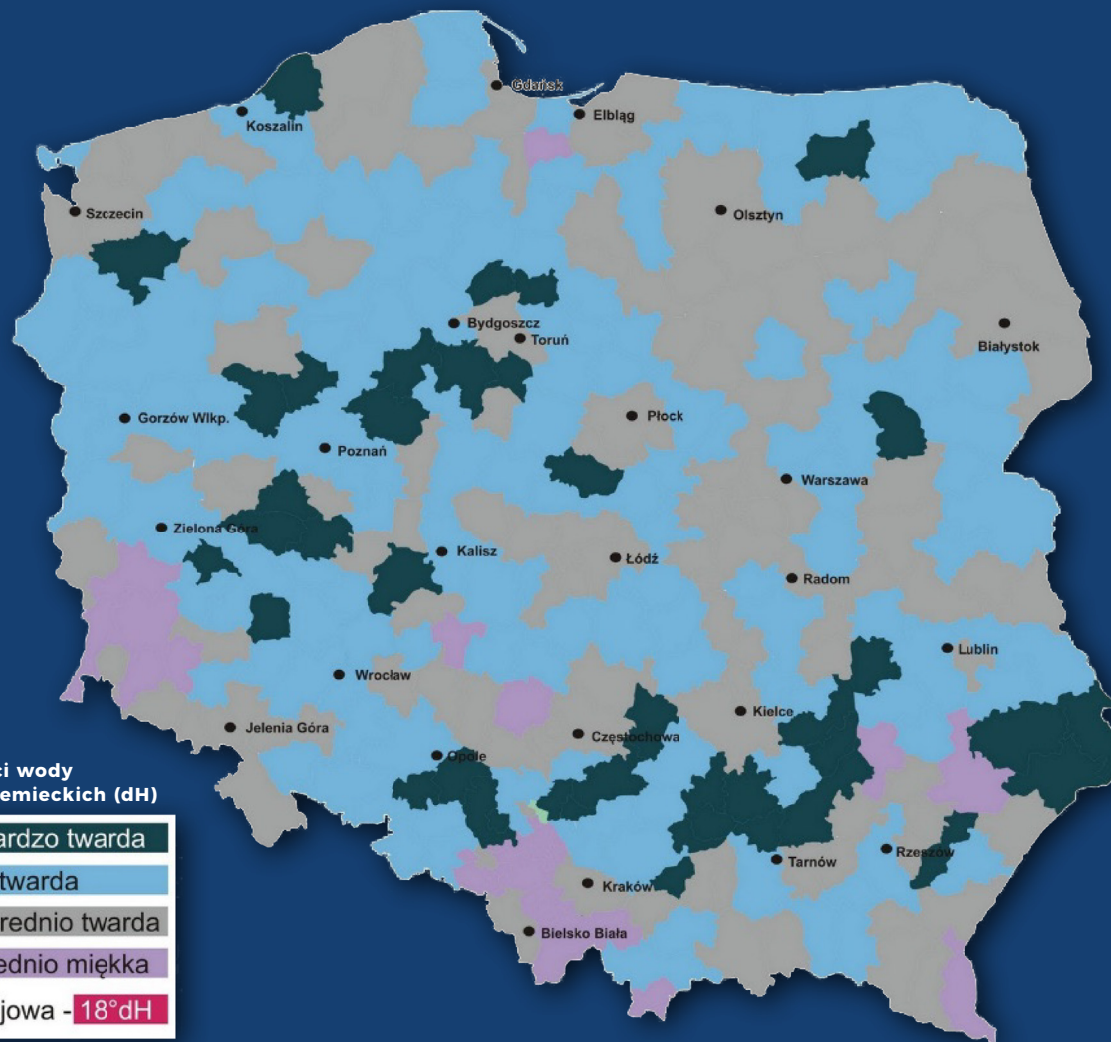 Gdańsk
Koszalin
Elbląg
Szczecin
Olsztyn
Bydgoszcz
Toruń
Białystok
Gorzów Wlkp.
Płock
Poznań
Warszawa
Zielona Góra
Kalisz
Łódź
Radom
Lublin
Wrocław
Kielce
Jelenia Góra
Częstochowa
Opole
Rzeszów
Tarnów
Kraków
Bielsko Biała
ci wody
emieckich (dH)
ardzo twarda
twarda
rednio twarda
ednio miękka
jowa - 18°dH